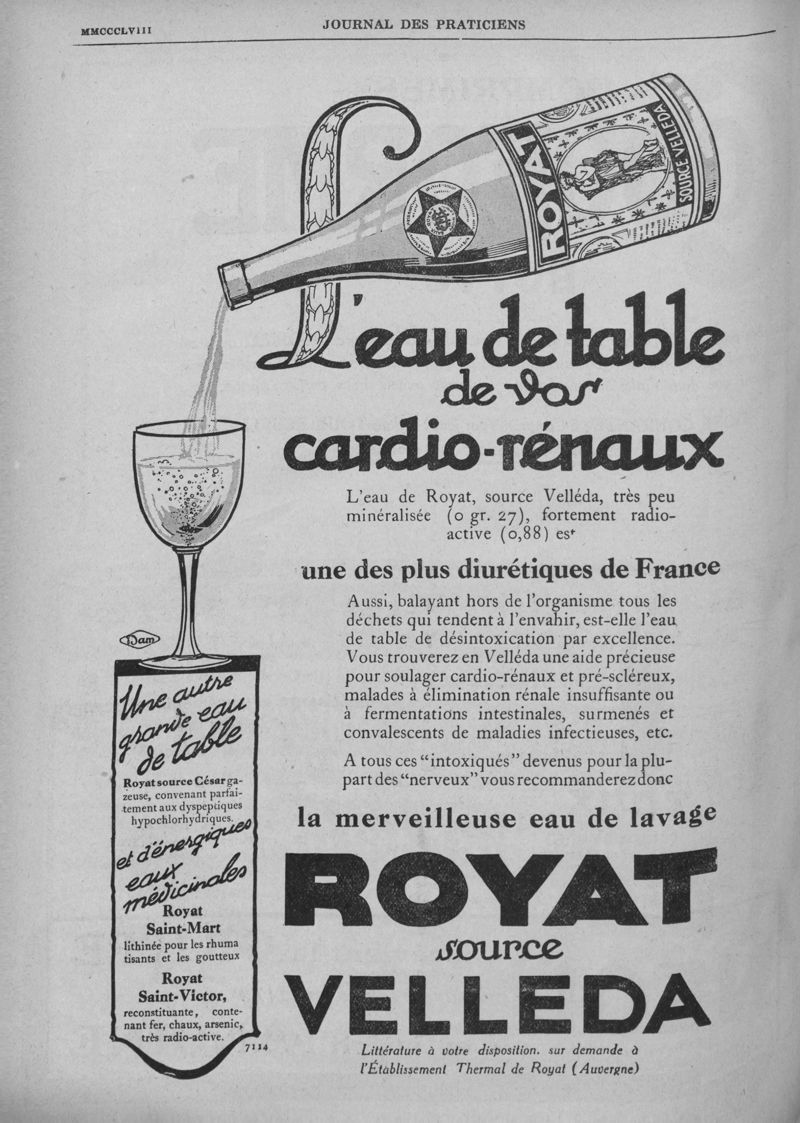 MMCCCLVIII
JOURNAL DES PRATICIENS
ROYAT
SOURCE VELLEDA
L'eau de table
de vos
cardio-rénaux
L'eau de Royat, source Velléda, très peu
minéralisée (0 gr. 27), fortement radio-
active (0,88) est
une des plus diurétiques de France
Aussi, balayant hors de l'organisme tous les
déchets qui tendent à l'envahir, est-elle l'eau
de table de désintoxication par excellence.
Vous trouverez en Velléda une aide précieuse
pour soulager cardio-rénaux et pré-scléreux,
malades à élimination rénale insuffisante ou
à fermentations intestinales, surmenés et
convalescents de maladies infectieuses, etc.
A tous ces "intoxiqués" devenus pour la plu-
part des "nerveux" vous recommanderez donc
la merveilleuse eau de lavage
ROYAT
source
VELLEDA
Littérature à votre disposition. sur demande à
l'Établissement Thermal de Royat (Auvergne)
Dam
Une autre
grande eau
de table
Royat source César ga-
zeuse, convenant parfai-
tement aux dyspeptiques
hypochlorhydriques.
et d'énergiques
eaux
médicinales
Royat
Saint-Mart
lithinée pour les rhuma
tisants et les goutteux
Royat
Saint-Victor,
reconstituante, conte-
nant fer, chaux, arsenic,
très radio-active.
7114